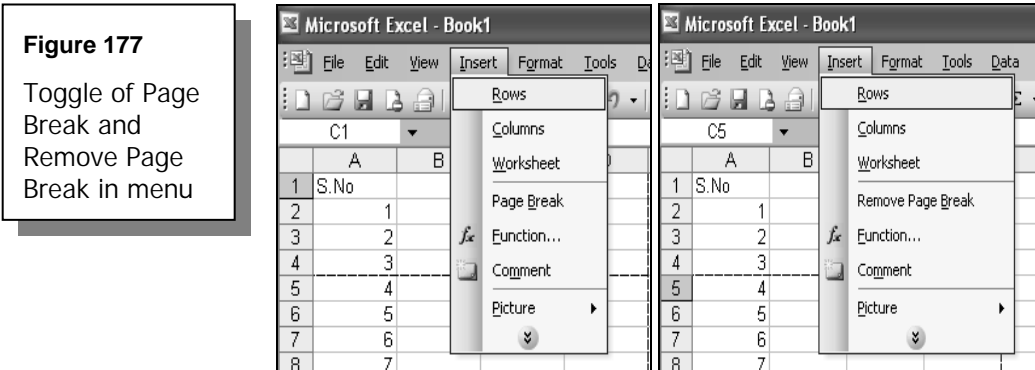 Figure 177
Toggle of Page
Break and
Remove Page
Break in menu
Microsoft Excel - Book1
File Edit View Insert Format Tools Da
C1
A B
1 S.No
2 1
3 2
4 3
5 4
6 5
7 6
8 7
Rows
Columns
Worksheet
Page Break
fx Function...
Comment
Picture
Microsoft Excel - Book1
File Edit View Insert Format Tools Data
Σ
C5
A B
1 S.No
2 1
3 2
4 3
5 4
6 5
7 6
8 7
Rows
Columns
Worksheet
Remove Page Break
fx Function...
Comment
Picture